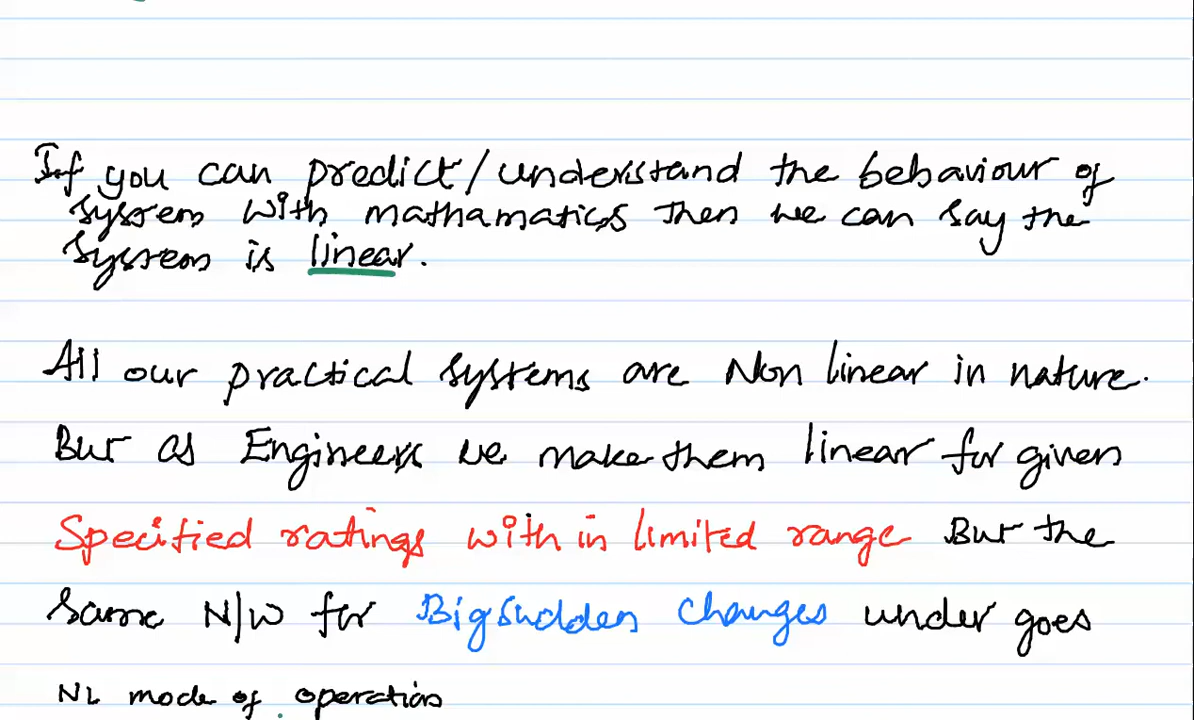 If you can predict/understand the behaviour of
system with mathamatics then we can say the
system is linear.
All our practical systems are Non linear in nature.
But as Engineers we make them linear for given
Specified ratings with in limited range But the
same N/W for Big sudden changes under goes
NL mode of operation